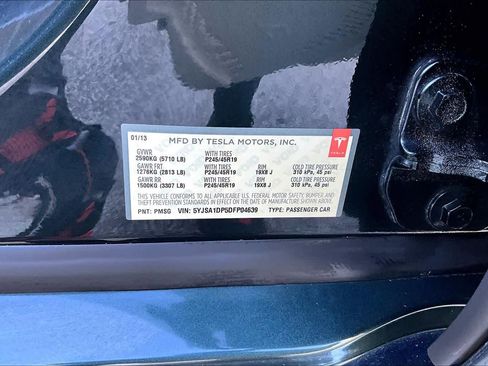 01/13
MFD BY TESLA MOTORS, INC.
GVWR WITH TIRES
2590KG (5710 LB) P245/45R19
GAWR FRT WITH TIRES RIM COLD TIRE PRESSURE
1276KG (2813 LB) P245/45R19 19X8 J 310 kPa, 45 psi
GAWR RR WITH TIRES RIM COLD TIRE PRESSURE
1500KG (3307 LB) P245/45R19 19X8 J 310 kPa, 45 psi
VEHICLE CONFORMS TO ALL APPLICABLE U.S. FEDERAL MOTOR VEHICLE SAFETY, BUMPER AND
THEFT PREVENTION STANDARDS IN EFFECT ON THE DATE OF MANUFACTURE SHOWN ABOVE.
PNT: PMSG VIN: 5YJSA1DP5DFP04639 TYPE: PASSENGER CAR